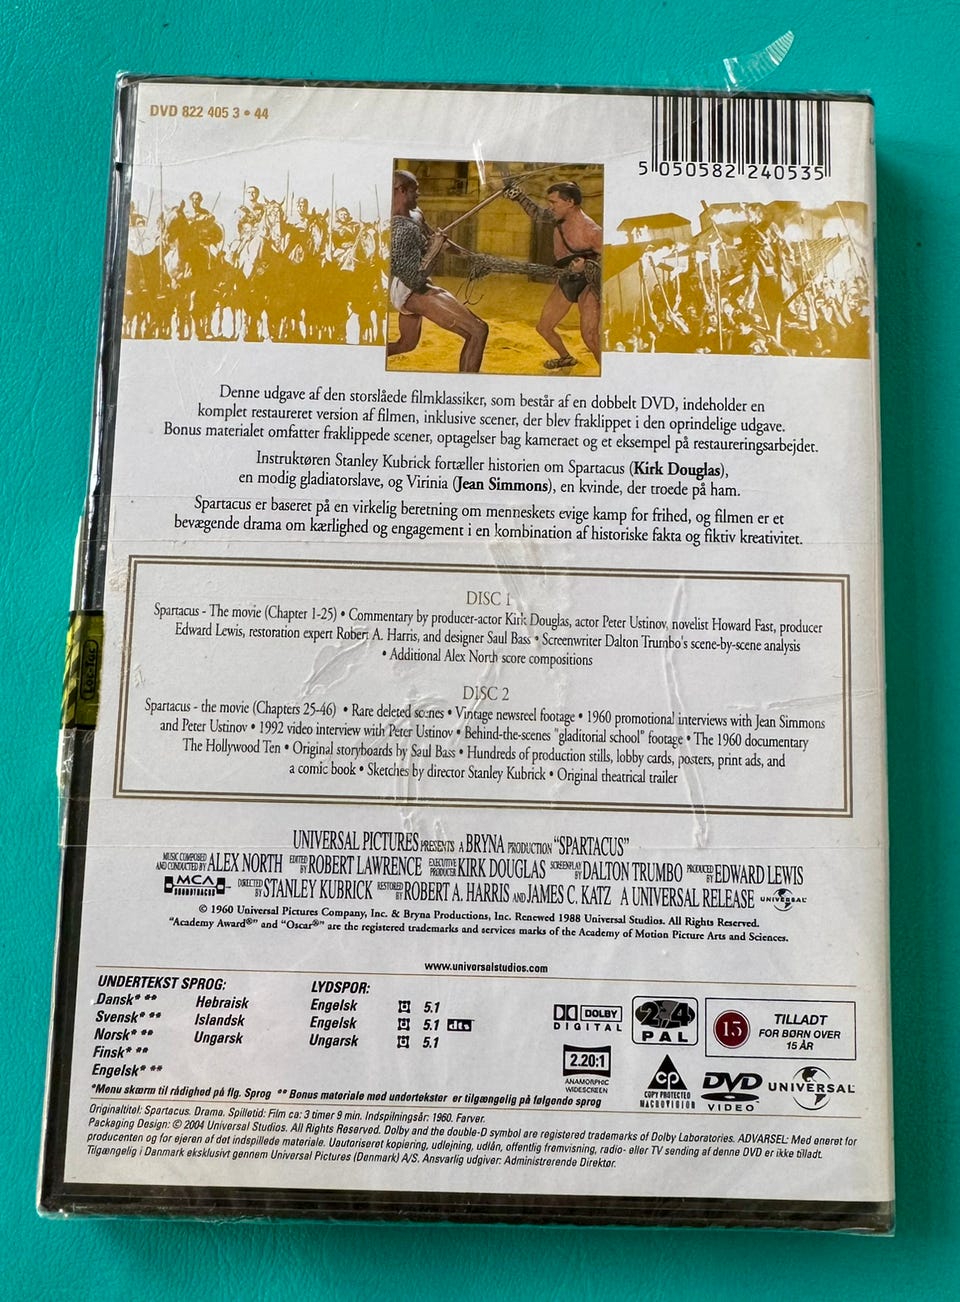 DVD 822 405 3 • 44
5 050582 240535
Denne udgave af den storslåede filmklassiker, som består af en dobbelt DVD, indeholder en
komplet restaureret version af filmen, inklusive scener, der blev fraklippet i den oprindelige udgave.
Bonus materialet omfatter fraklippede scener, optagelser bag kameraet og et eksempel på restaureringsarbejdet.
Instruktøren Stanley Kubrick fortæller historien om Spartacus (Kirk Douglas),
en modig gladiatorslave, og Virinia (Jean Simmons), en kvinde, der troede på ham.
Spartacus er baseret på en virkelig beretning om menneskets evige kamp for frihed, og filmen er et
bevægende drama om kærlighed og engagement i en kombination af historiske fakta og fiktiv kreativitet.
DISC 1
Spartacus - The movie (Chapter 1-25) • Commentary by producer-actor Kirk Douglas, actor Peter Ustinov, novelist Howard Fast, producer
Edward Lewis, restoration expert Robert A. Harris, and designer Saul Bass • Screenwriter Dalton Trumbo's scene-by-scene analysis
• Additional Alex North score compositions
DISC 2
Spartacus - the movie (Chapters 25-46) • Rare deleted scenes • Vintage newsreel footage • 1960 promotional interviews with Jean Simmons
and Peter Ustinov • 1992 video interview with Peter Ustinov • Behind-the-scenes "gladitorial school" footage • The 1960 documentary
The Hollywood Ten • Original storyboards by Saul Bass • Hundreds of production stills, lobby cards, posters, print ads, and
a comic book • Sketches by director Stanley Kubrick • Original theatrical trailer
UNIVERSAL PICTURES PRESENTS A BRYNA PRODUCTION "SPARTACUS"
MUSIC COMPOSED AND CONDUCTED BY ALEX NORTH EDITED BY ROBERT LAWRENCE EXECUTIVE PRODUCER KIRK DOUGLAS SCREENPLAY BY DALTON TRUMBO PRODUCED BY EDWARD LEWIS
MCA SOUNDTRACKS DIRECTED BY STANLEY KUBRICK RESTORED BY ROBERT A. HARRIS AND JAMES C. KATZ A UNIVERSAL RELEASE UNIVERSAL
© 1960 Universal Pictures Company, Inc. & Bryna Productions, Inc. Renewed 1988 Universal Studios. All Rights Reserved.
"Academy Award®" and "Oscar®" are the registered trademarks and services marks of the Academy of Motion Picture Arts and Sciences.
www.universalstudios.com
UNDERTEKST SPROG:
Dansk* ** Hebraisk
Svensk* ** Islandsk
Norsk* ** Ungarsk
Finsk* **
Engelsk* **
LYDSPOR:
Engelsk 5.1
Engelsk 5.1 dts
Ungarsk 5.1
DOLBY
DIGITAL
2 4
PAL
15
TILLADT
FOR BØRN OVER
15 ÅR
2.20:1
ANAMORPHIC
WIDESCREEN
CP
COPY PROTECTED
MACROVISION
DVD
VIDEO
UNIVERSAL
*Menu skærm til rådighed på flg. Sprog ** Bonus materiale med undertekster er tilgængelig på følgende sprog
Originaltitel: Spartacus. Drama. Spilletid: Film ca: 3 timer 9 min. Indspilningsår: 1960. Farver.
Packaging Design: © 2004 Universal Studios. All Rights Reserved. Dolby and the double-D symbol are registered trademarks of Dolby Laboratories. ADVARSEL: Med eneret for
producenten og for ejeren af det indspillede materiale. Uautoriseret kopiering, udlejning, udlån, offentlig fremvisning, radio- eller TV sending af denne DVD er ikke tilladt.
Tilgængelig i Danmark eksklusivt gennem Universal Pictures (Denmark) A/S. Ansvarlig udgiver: Administrerende Direktør.